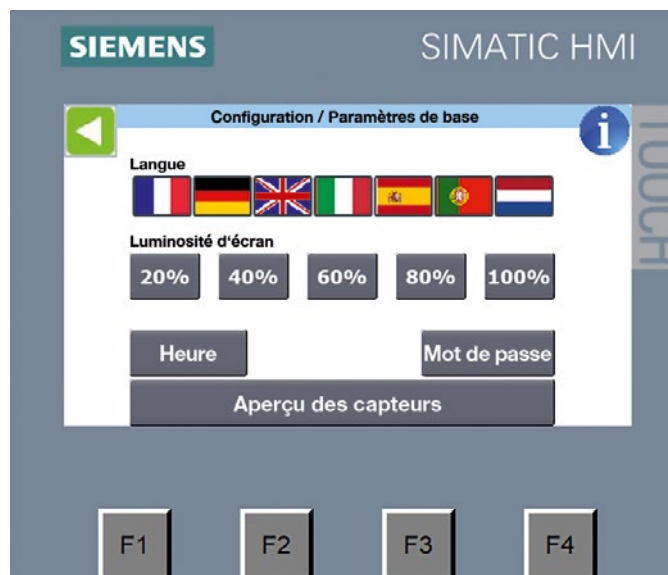 SIEMENS
SIMATIC HMI
TOUCH
Configuration / Paramètres de base
i
Langue
Luminosité d'écran
20% 40% 60% 80% 100%
Heure
Mot de passe
Aperçu des capteurs
F1 F2 F3 F4